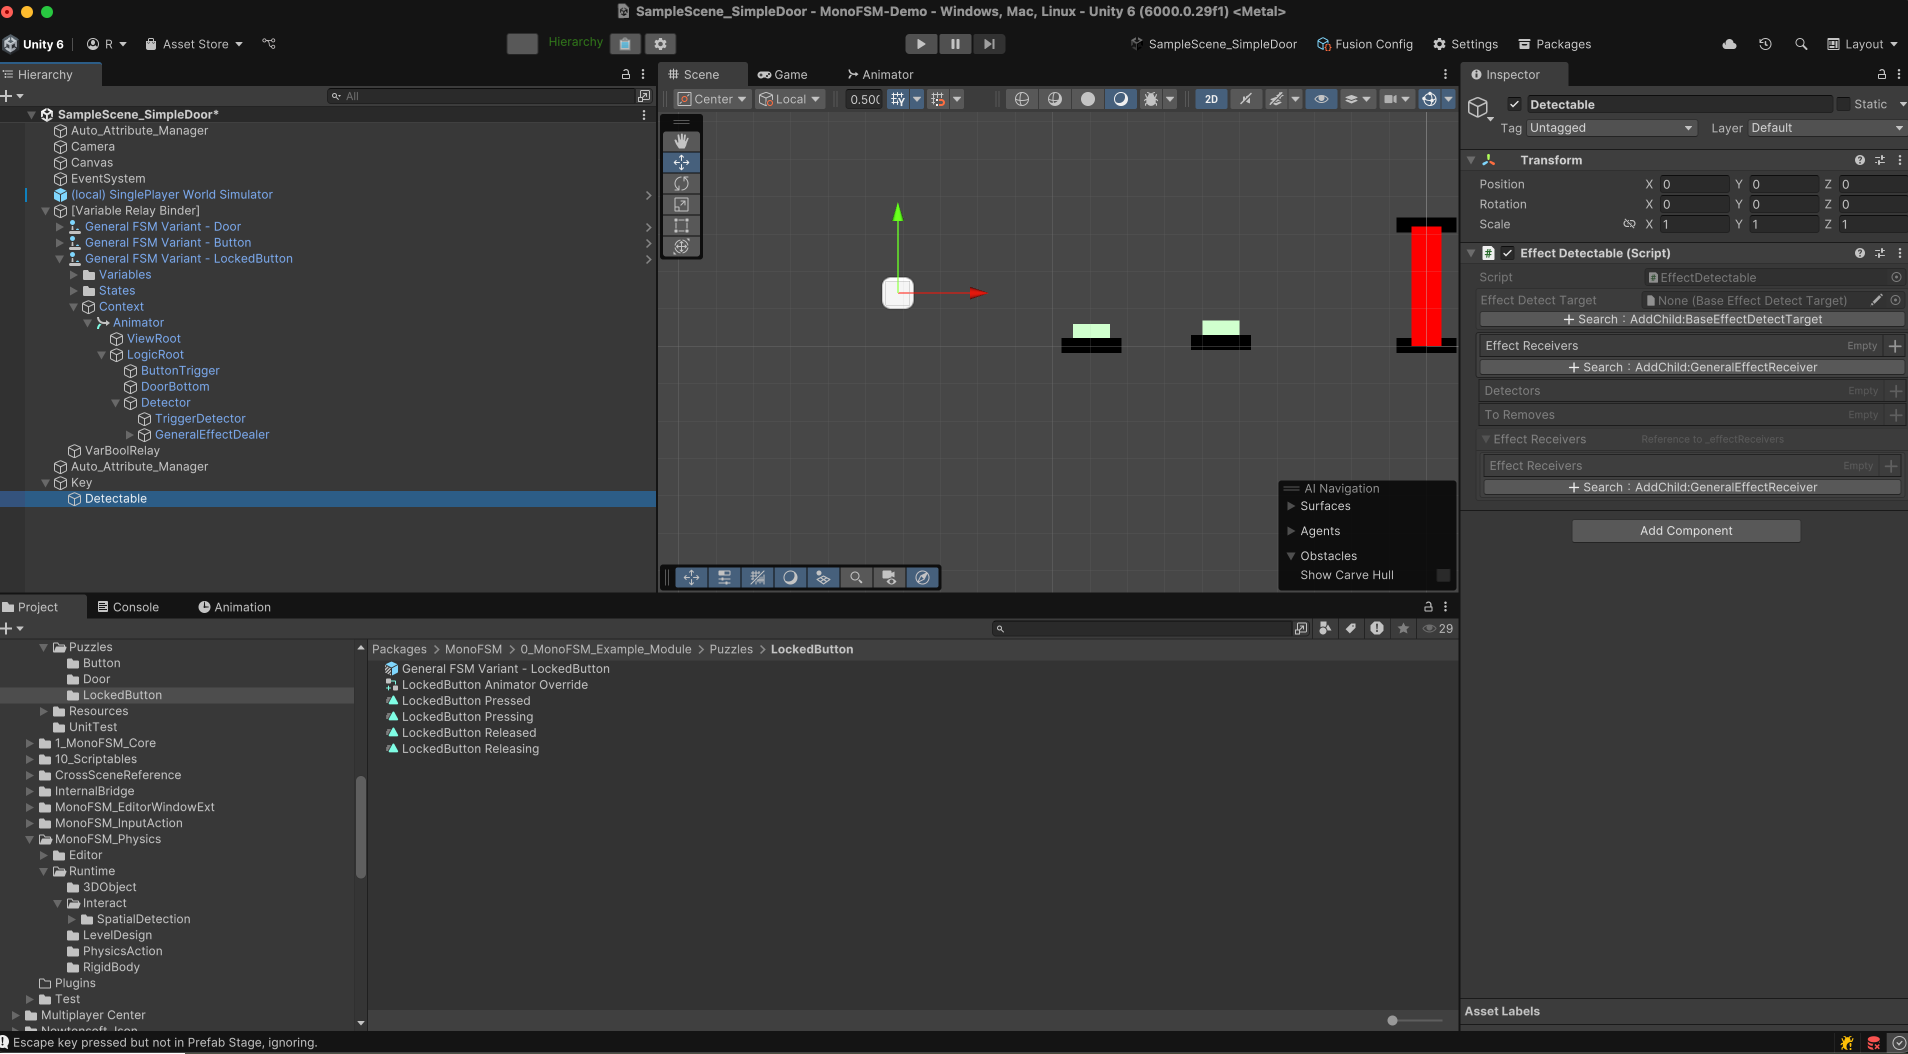 SampleScene_SimpleDoor - MonoFSM-Demo - Windows, Mac, Linux - Unity 6 (6000.0.29f1) <Metal>
Unity 6
R
Asset Store
Hierarchy
SampleScene_SimpleDoor
Fusion Config
Settings
Packages
Layout
Hierarchy
All
SampleScene_SimpleDoor*
Auto_Attribute_Manager
Camera
Canvas
EventSystem
(local) SinglePlayer World Simulator
[Variable Relay Binder]
General FSM Variant - Door
General FSM Variant - Button
General FSM Variant - LockedButton
Variables
States
Context
Animator
ViewRoot
LogicRoot
ButtonTrigger
DoorBottom
Detector
TriggerDetector
GeneralEffectDealer
VarBoolRelay
Auto_Attribute_Manager
Key
Detectable
Scene
Game
Animator
Center
Local
0.500
2D
AI Navigation
Surfaces
Agents
Obstacles
Show Carve Hull
Inspector
Detectable
Static
Tag Untagged
Layer Default
Transform
Position X 0 Y 0 Z 0
Rotation X 0 Y 0 Z 0
Scale X 1 Y 1 Z 1
Effect Detectable (Script)
Script EffectDetectable
Effect Detect Target None (Base Effect Detect Target)
+ Search : AddChild:BaseEffectDetectTarget
Effect Receivers Empty
+ Search : AddChild:GeneralEffectReceiver
Detectors Empty
To Removes Empty
Effect Receivers Reference to _effectReceivers
Effect Receivers Empty
+ Search : AddChild:GeneralEffectReceiver
Add Component
Asset Labels
Project
Console
Animation
29
Puzzles
Button
Door
LockedButton
Resources
UnitTest
1_MonoFSM_Core
10_Scriptables
CrossSceneReference
InternalBridge
MonoFSM_EditorWindowExt
MonoFSM_InputAction
MonoFSM_Physics
Editor
Runtime
3DObject
Interact
SpatialDetection
LevelDesign
PhysicsAction
RigidBody
Plugins
Test
Multiplayer Center
Newtonsoft Json
Packages > MonoFSM > 0_MonoFSM_Example_Module > Puzzles > LockedButton
General FSM Variant - LockedButton
LockedButton Animator Override
LockedButton Pressed
LockedButton Pressing
LockedButton Released
LockedButton Releasing
Escape key pressed but not in Prefab Stage, ignoring.